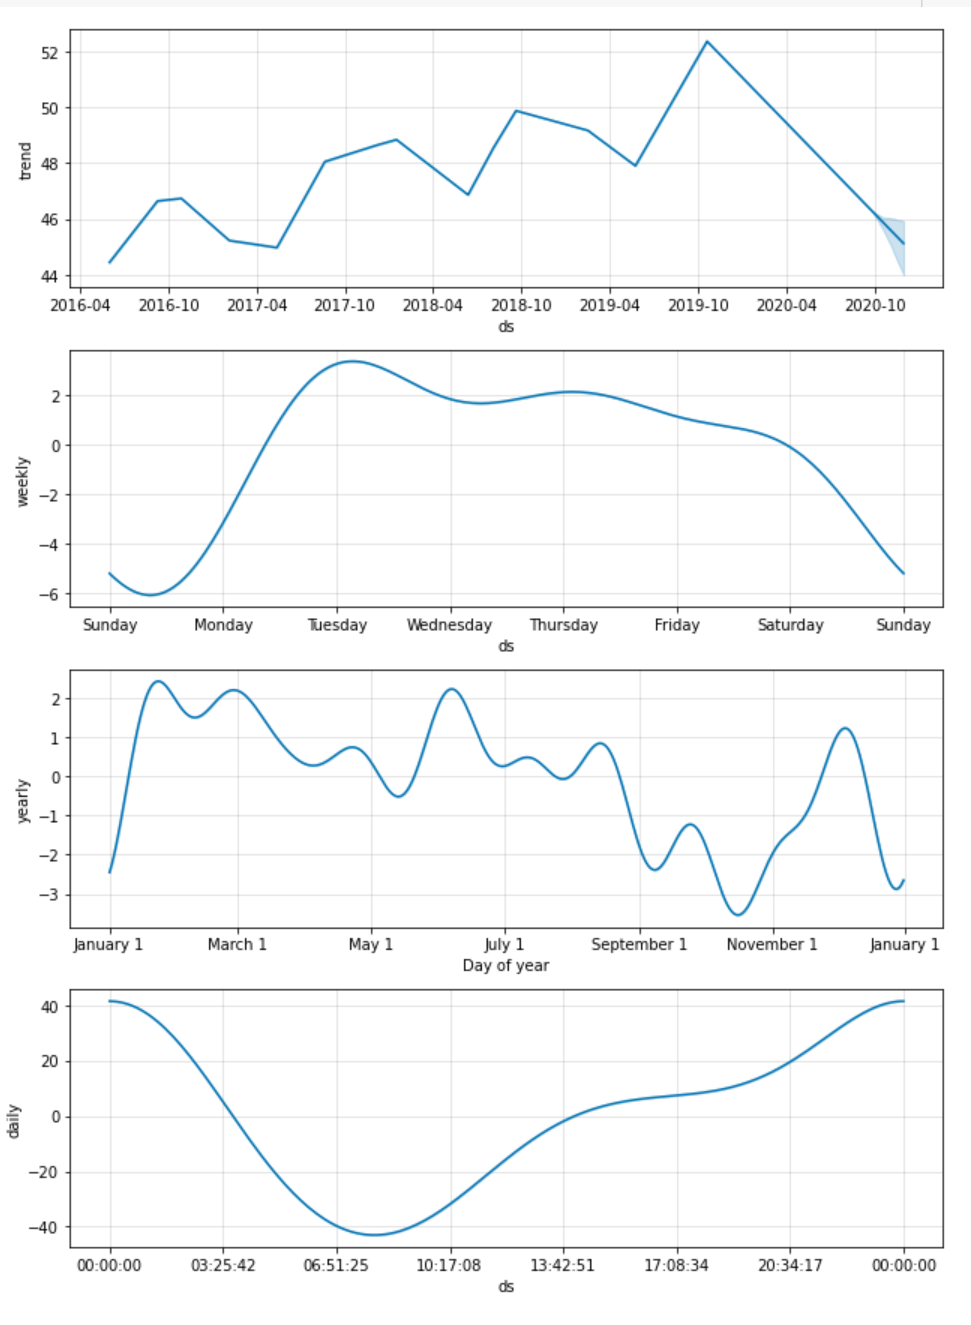 52
50
48
46
44
trend
2016-04 2016-10 2017-04 2017-10 2018-04 2018-10 2019-04 2019-10 2020-04 2020-10
ds
2
0
−2
−4
−6
weekly
Sunday Monday Tuesday Wednesday Thursday Friday Saturday Sunday
ds
2
1
0
−1
−2
−3
yearly
January 1 March 1 May 1 July 1 September 1 November 1 January 1
Day of year
40
20
0
−20
−40
daily
00:00:00 03:25:42 06:51:25 10:17:08 13:42:51 17:08:34 20:34:17 00:00:00
ds